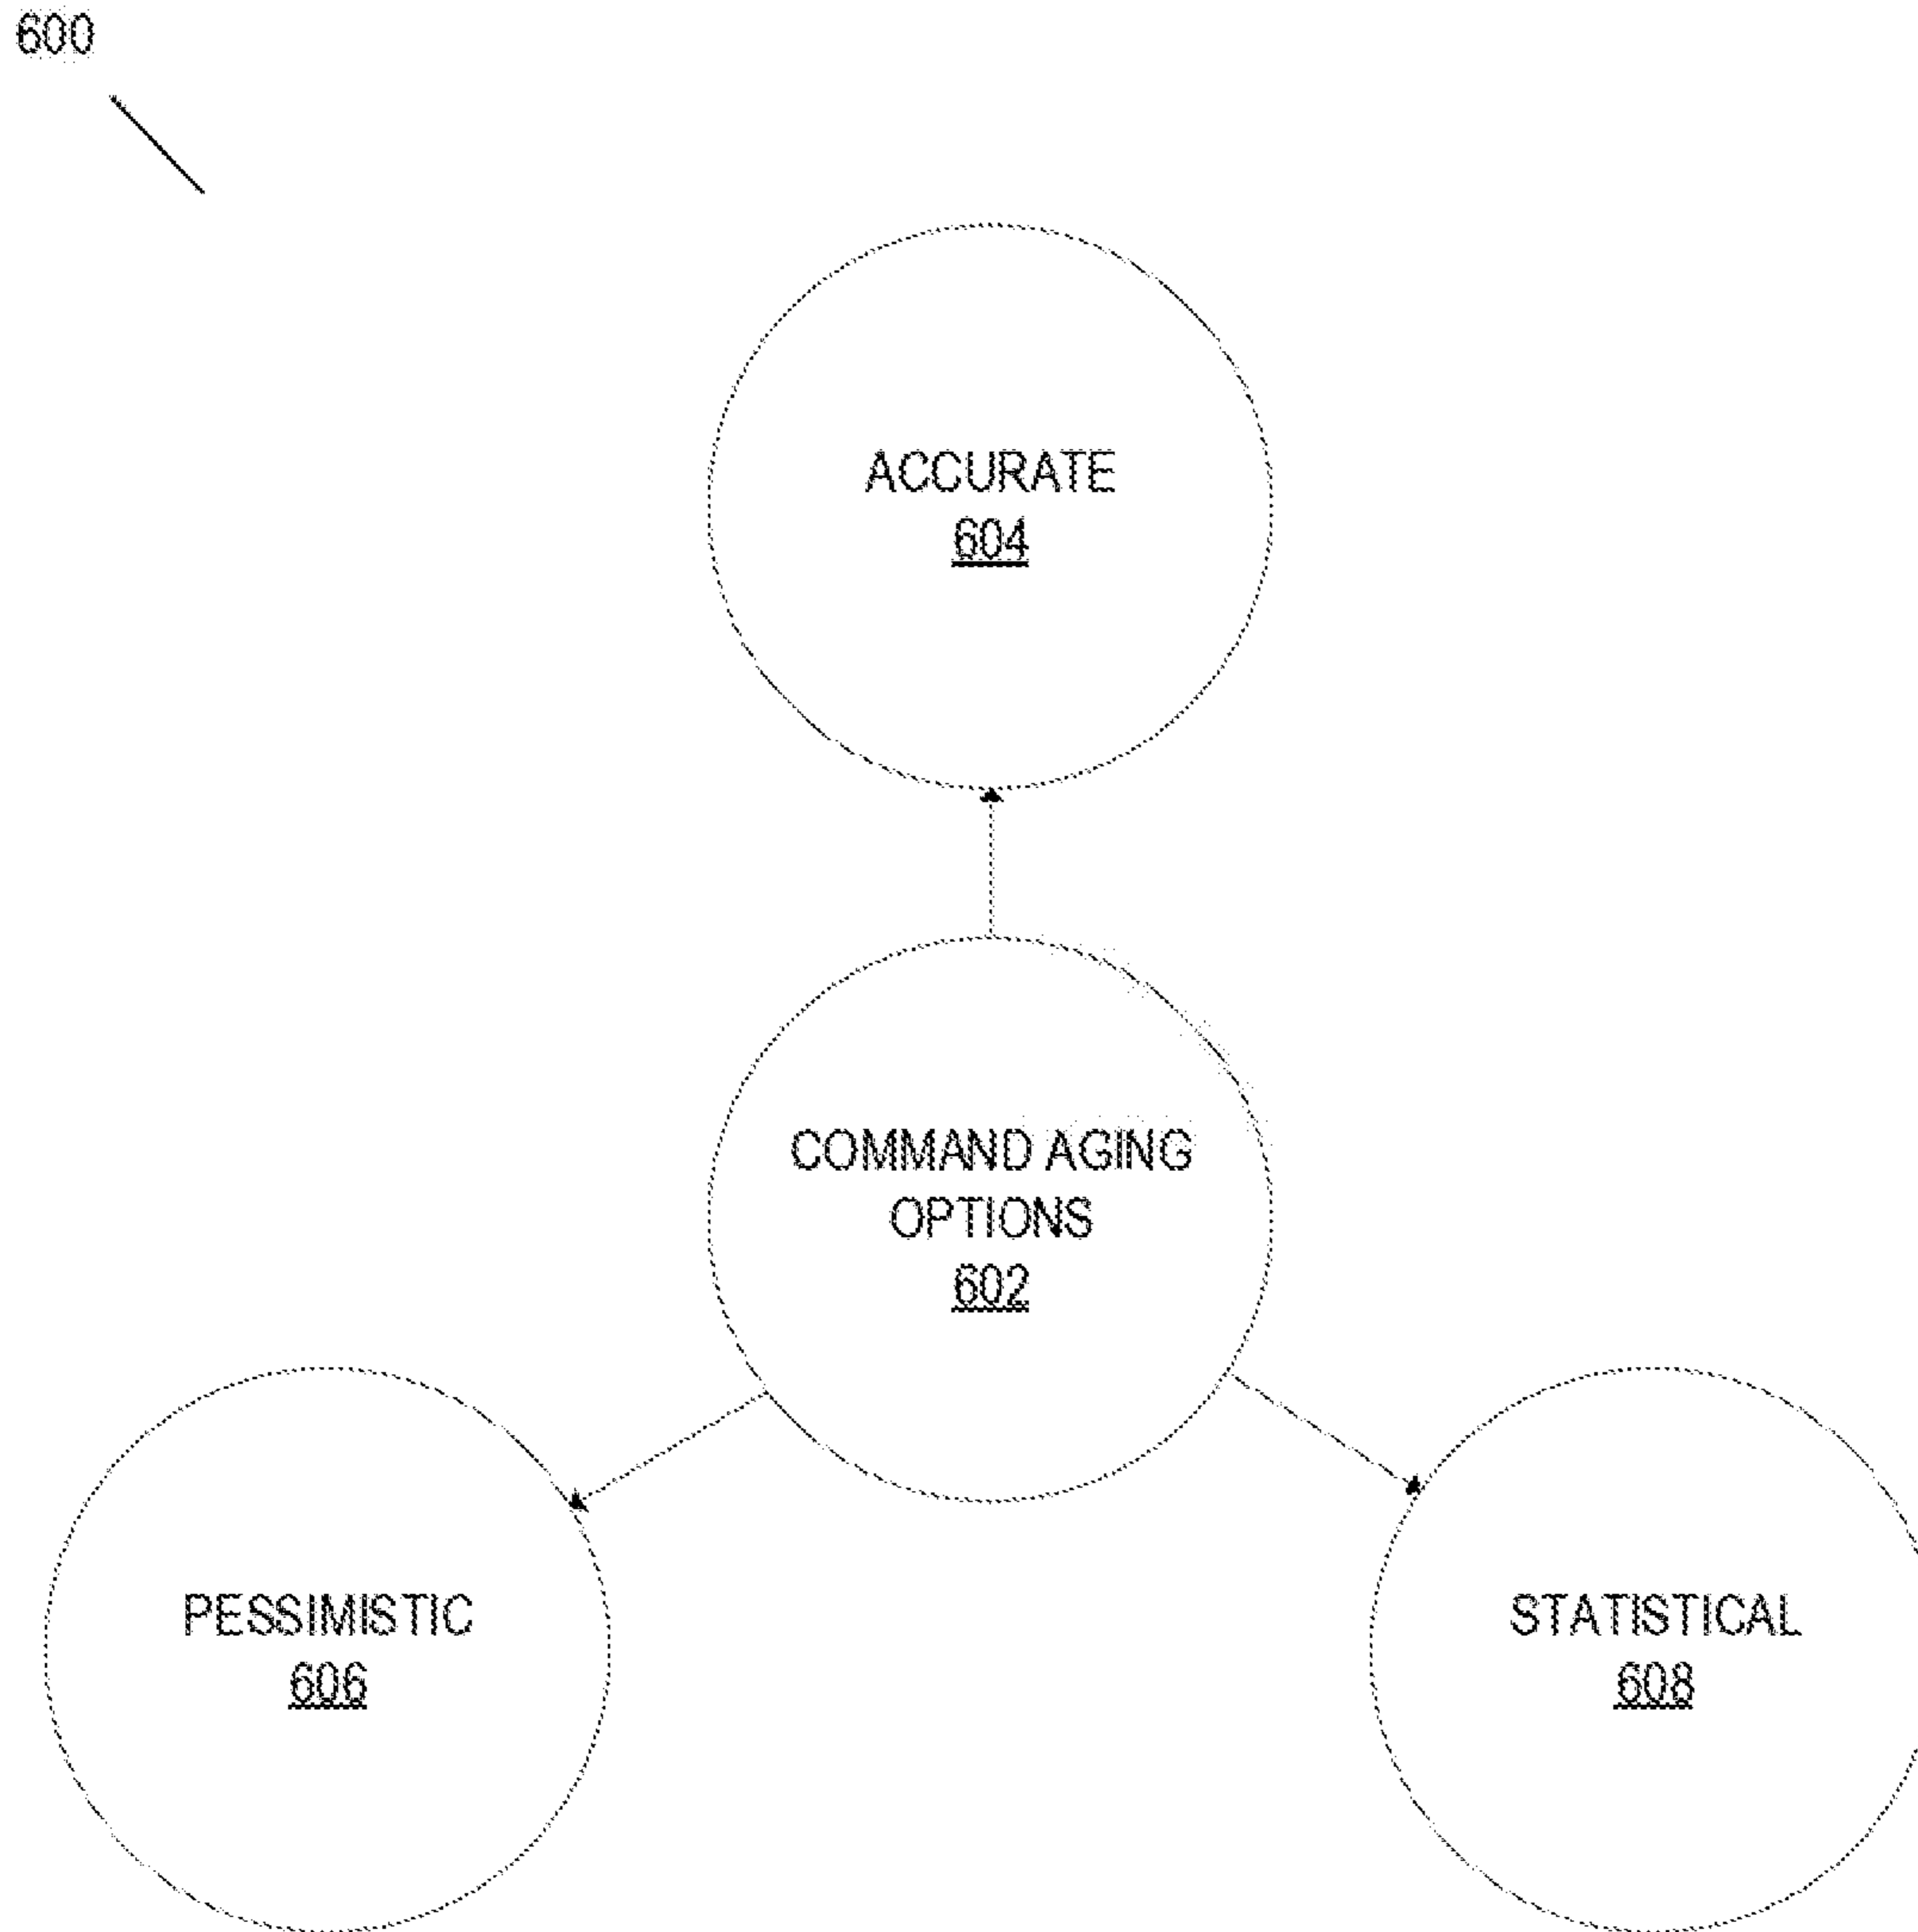 600
ACCURATE
604
COMMAND AGING
OPTIONS
602
PESSIMISTIC
606
STATISTICAL
608